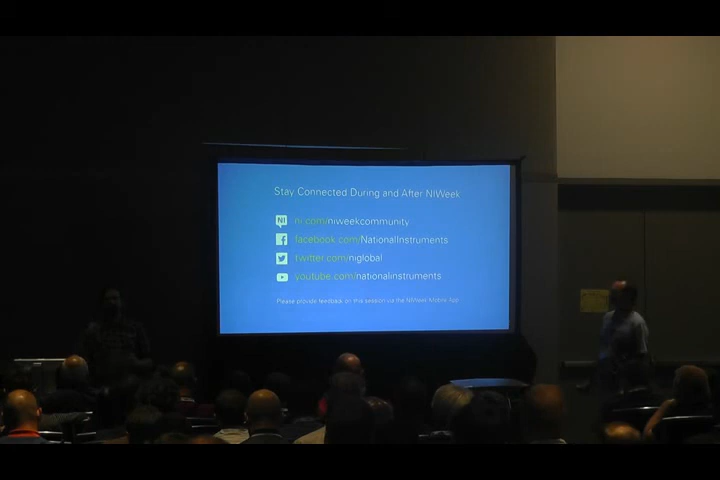 Stay Connected During and After NIWeek
NI ni.com/niweekcommunity
facebook.com/NationalInstruments
twitter.com/niglobal
youtube.com/nationalinstruments
Please provide feedback on this session via the NIWeek Mobile App